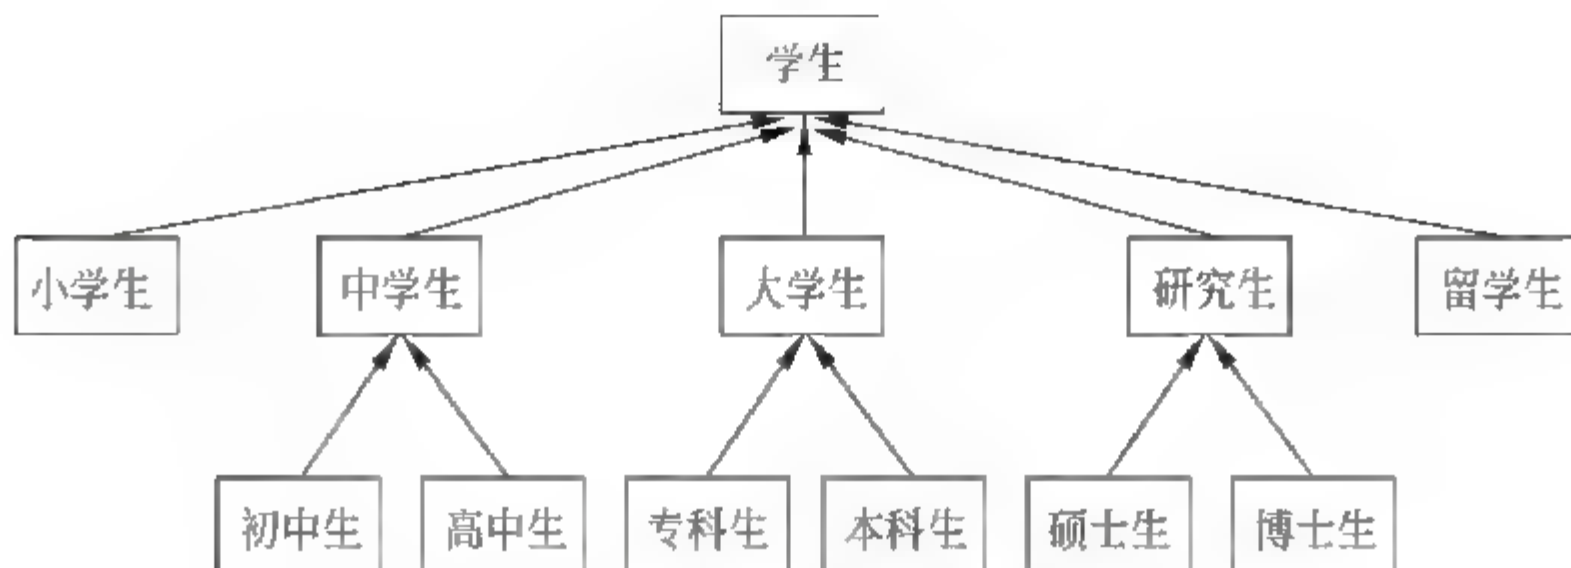 学生
小学生 中学生 大学生 研究生 留学生
初中生 高中生 专科生 本科生 硕士生 博士生